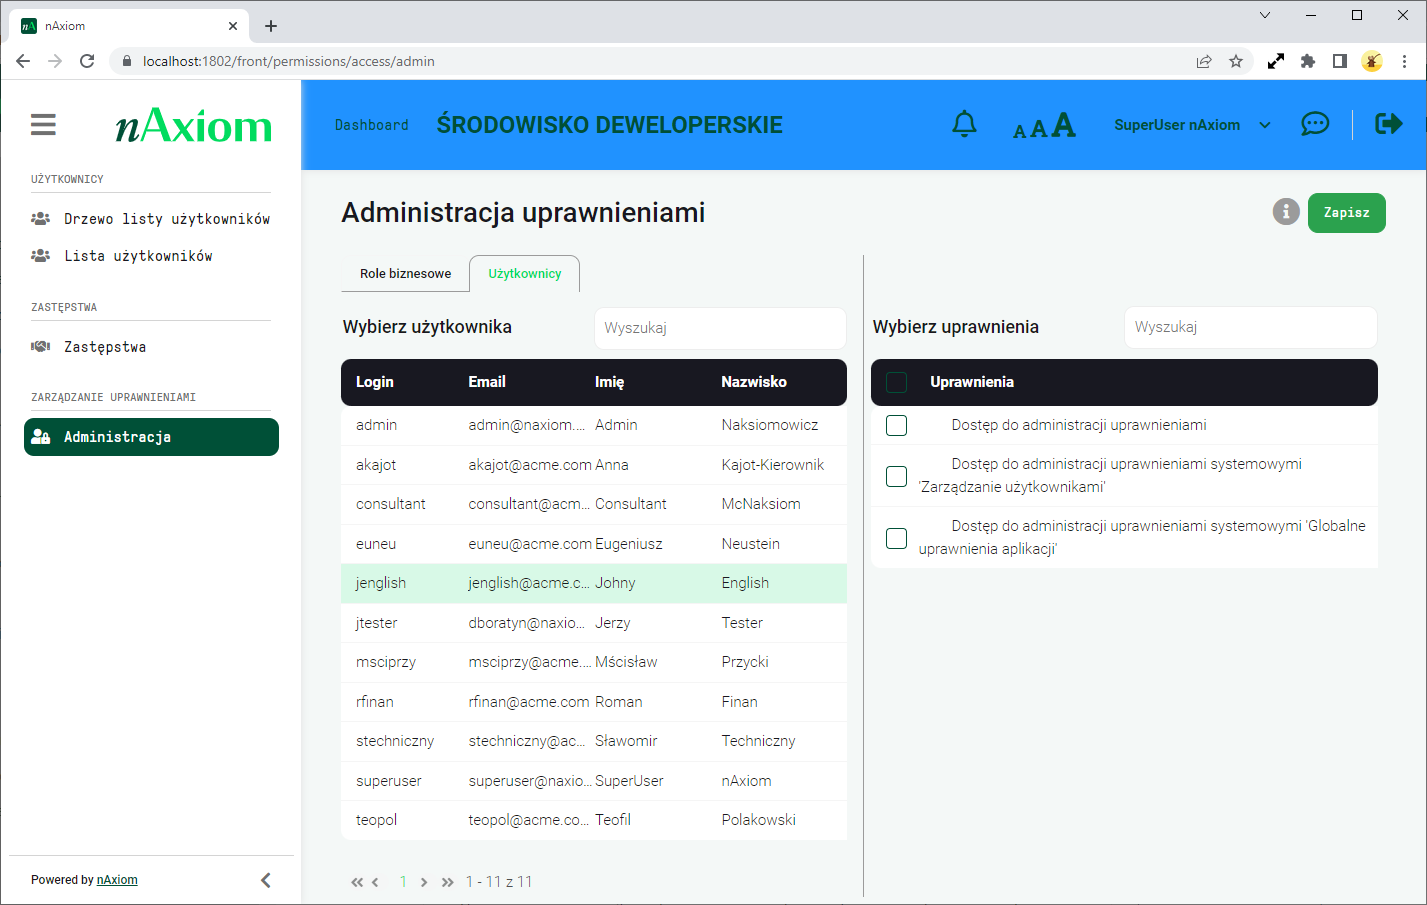 nAxiom
localhost:1802/front/permissions/access/admin
nAxiom
Dashboard
ŚRODOWISKO DEWELOPERSKIE
A A A
SuperUser nAxiom
UŻYTKOWNICY
Drzewo listy użytkowników
Lista użytkowników
ZASTĘPSTWA
Zastępstwa
ZARZĄDZANIE UPRAWNIENIAMI
Administracja
Powered by nAxiom
Administracja uprawnieniami
Zapisz
Role biznesowe
Użytkownicy
Wybierz użytkownika
Wyszukaj
Login Email Imię Nazwisko
admin admin@naxiom.... Admin Naksiomowicz
akajot akajot@acme.com Anna Kajot-Kierownik
consultant consultant@acm... Consultant McNaksiom
euneu euneu@acme.com Eugeniusz Neustein
jenglish jenglish@acme.c... Johny English
jtester dboratyn@naxio... Jerzy Tester
msciprzy msciprzy@acme.... Mścisław Przycki
rfinan rfinan@acme.com Roman Finan
stechniczny stechniczny@ac... Sławomir Techniczny
superuser superuser@naxio... SuperUser nAxiom
teopol teopol@acme.co... Teofil Polakowski
1 1 - 11 z 11
Wybierz uprawnienia
Wyszukaj
Uprawnienia
Dostęp do administracji uprawnieniami
Dostęp do administracji uprawnieniami systemowymi
'Zarządzanie użytkownikami'
Dostęp do administracji uprawnieniami systemowymi 'Globalne
uprawnienia aplikacji'